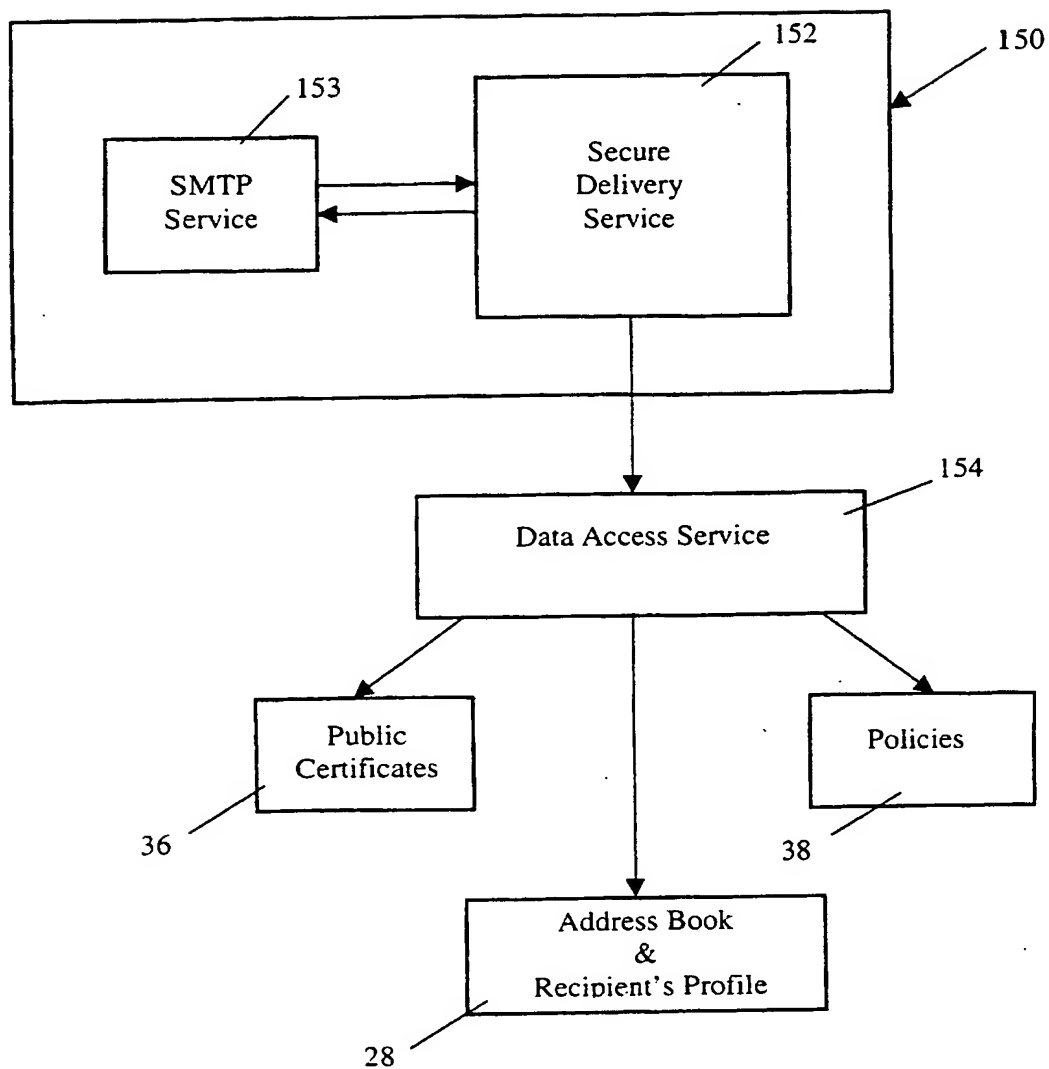 152
150
153
SMTP
Service
Secure
Delivery
Service
154
Data Access Service
Public
Certificates
Policies
36
38
Address Book
&
Recipient's Profile
28